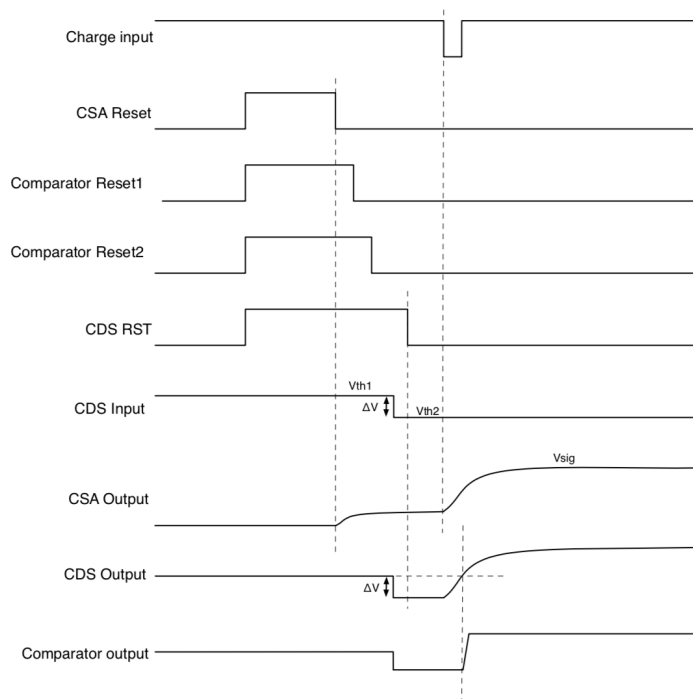 Charge input
CSA Reset
Comparator Reset1
Comparator Reset2
CDS RST
Vth1
CDS Input
ΔV
Vth2
Vsig
CSA Output
CDS Output
ΔV
Comparator output